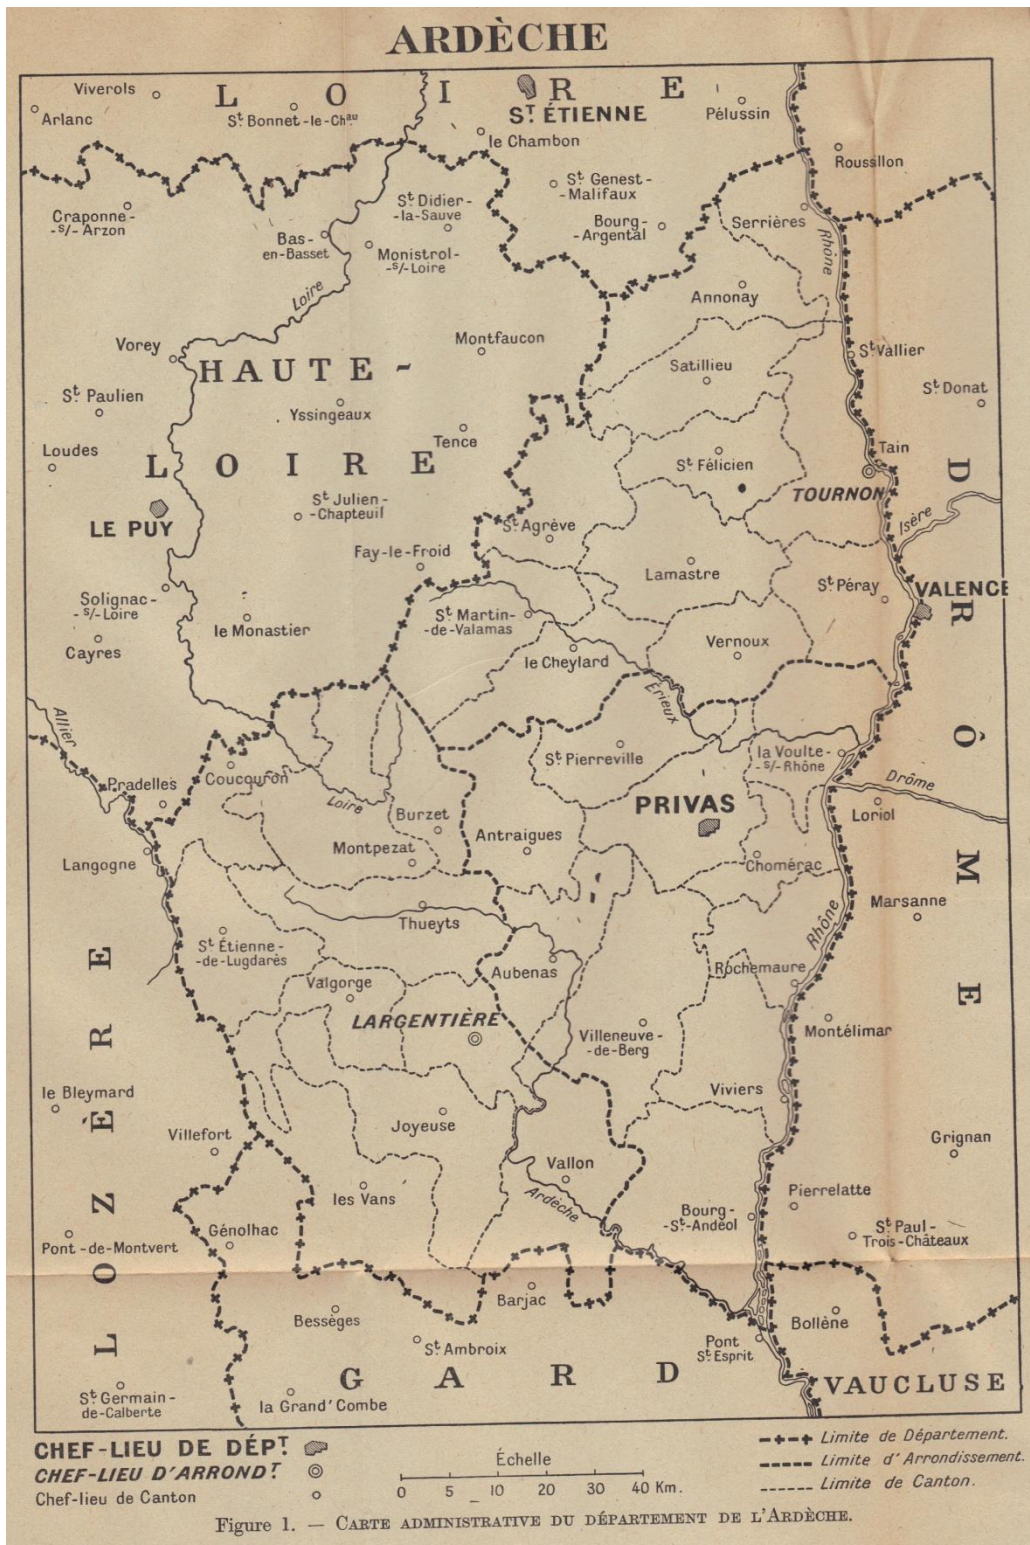 ARDÈCHE
Viverols
Arlanc
L O I R E
St Bonnet-le-Chau
St ÉTIENNE
le Chambon
Pélussin
Roussillon
Craponne-
-s/-Arzon
St Didier-
-la-Sauve
St Genest-
-Malifaux
Bourg-
-Argental
Serrières
Bas-
en-Basset
Monistrol-
-s/-Loire
Rhône
Loire
Annonay
Vorey
HAUTE-
Montfaucon
Satillieu
St Vallier
St Paulien
Yssingeaux
St Donat
Loudes
Tence
LOIRE
St Félicien
Tain
TOURNON
D R Ô M E
LE PUY
St Julien-
-Chapteuil
St Agrève
Isère
Fay-le-Froid
Lamastre
St Péray
VALENCE
Solignac-
-s/-Loire
le Monastier
St Martin-
-de-Valamas
Cayres
le Cheylard
Vernoux
Erieux
Allier
Pradelles
Coucouron
St Pierreville
la Voulte-
-s/-Rhône
Drôme
Loire
Burzet
PRIVAS
Loriol
Langogne
Montpezat
Antraigues
Chomérac
Marsanne
Thueyts
Rhône
St Étienne-
-de-Lugdarès
Valgorge
Aubenas
Rochemaure
LARGENTIÈRE
Villeneuve-
-de-Berg
Montélimar
LOZÈRE
le Bleymard
Viviers
Villefort
Joyeuse
Grignan
Vallon
les Vans
Ardèche
Bourg-
-St-Andéol
Pierrelatte
Pont-de-Montvert
Génolhac
St Paul-
Trois-Châteaux
Barjac
Bessèges
St Ambroix
Pont
St Esprit
Bollène
G A R D
VAUCLUSE
St Germain-
de-Calberte
la Grand'Combe
CHEF-LIEU DE DÉPT.
CHEF-LIEU D'ARRONDT.
Chef-lieu de Canton
Échelle
0 5 10 20 30 40 Km.
Limite de Département.
Limite d'Arrondissement.
Limite de Canton.
Figure 1. — CARTE ADMINISTRATIVE DU DÉPARTEMENT DE L'ARDÈCHE.